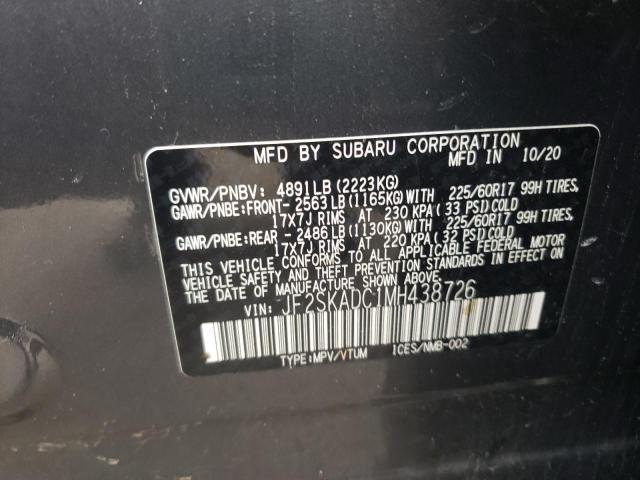 MFD BY SUBARU CORPORATION
MFD IN 10/20
GVWR/PNBV: 4891LB(2223KG)
GAWR/PNBE:FRONT-2563LB(1165KG)WITH 225/60R17 99H TIRES,
17X7J RIMS AT 230 KPA(33 PSI)COLD
GAWR/PNBE:REAR -2486LB(1130KG)WITH 225/60R17 99H TIRES,
17X7J RIMS AT 220 KPA(32 PSI)COLD
THIS VEHICLE CONFORMS TO ALL APPLICABLE FEDERAL MOTOR
VEHICLE SAFETY AND THEFT PREVENTION STANDARDS IN EFFECT ON
THE DATE OF MANUFACTURE SHOWN ABOVE.
VIN: JF2SKADC1MH438726
TYPE:MPV/VTUM ICES/NMB-002